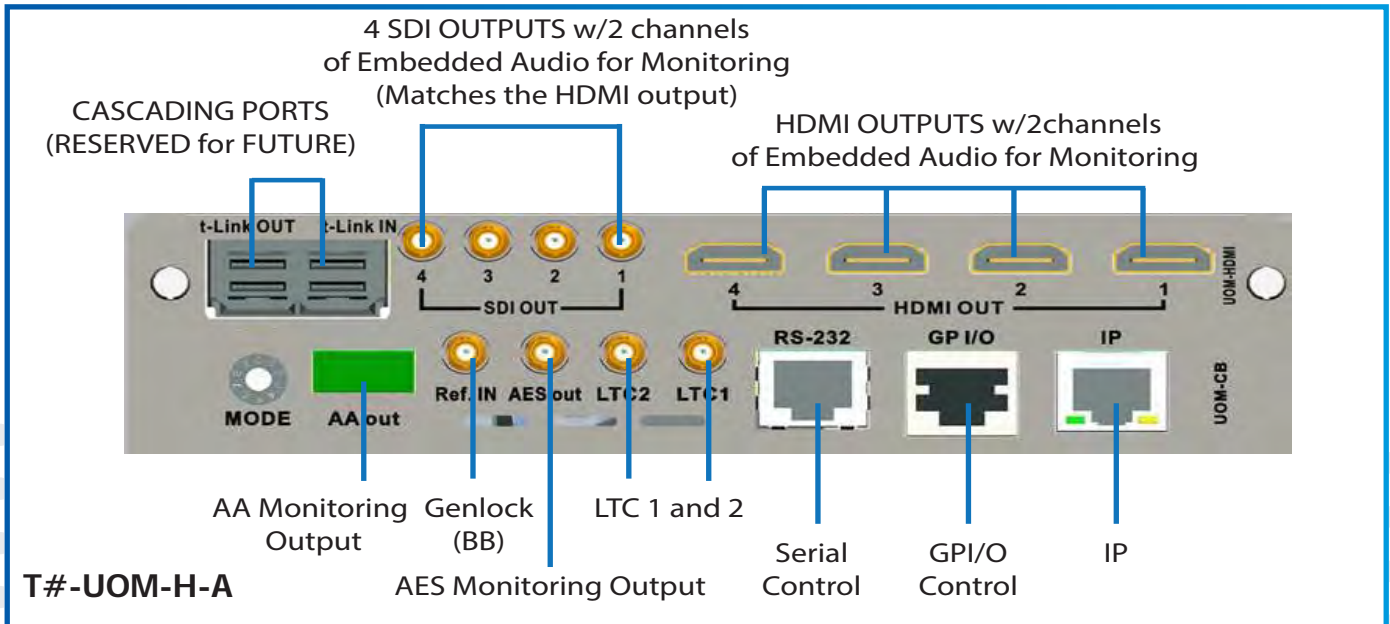 4 SDI OUTPUTS w/2 channels
of Embedded Audio for Monitoring
(Matches the HDMI output)
CASCADING PORTS
(RESERVED for FUTURE)
HDMI OUTPUTS w/2channels
of Embedded Audio for Monitoring
t-Link OUT
t-Link IN
4 3 2 1
SDI OUT
4 3 2 1
HDMI OUT
UOM-HDMI
RS-232
GP I/O
IP
MODE
AA out
Ref. IN
AES out
LTC2
LTC1
UOM-CB
AA Monitoring
Output
Genlock
(BB)
LTC 1 and 2
AES Monitoring Output
Serial
Control
GPI/O
Control
IP
T#-UOM-H-A